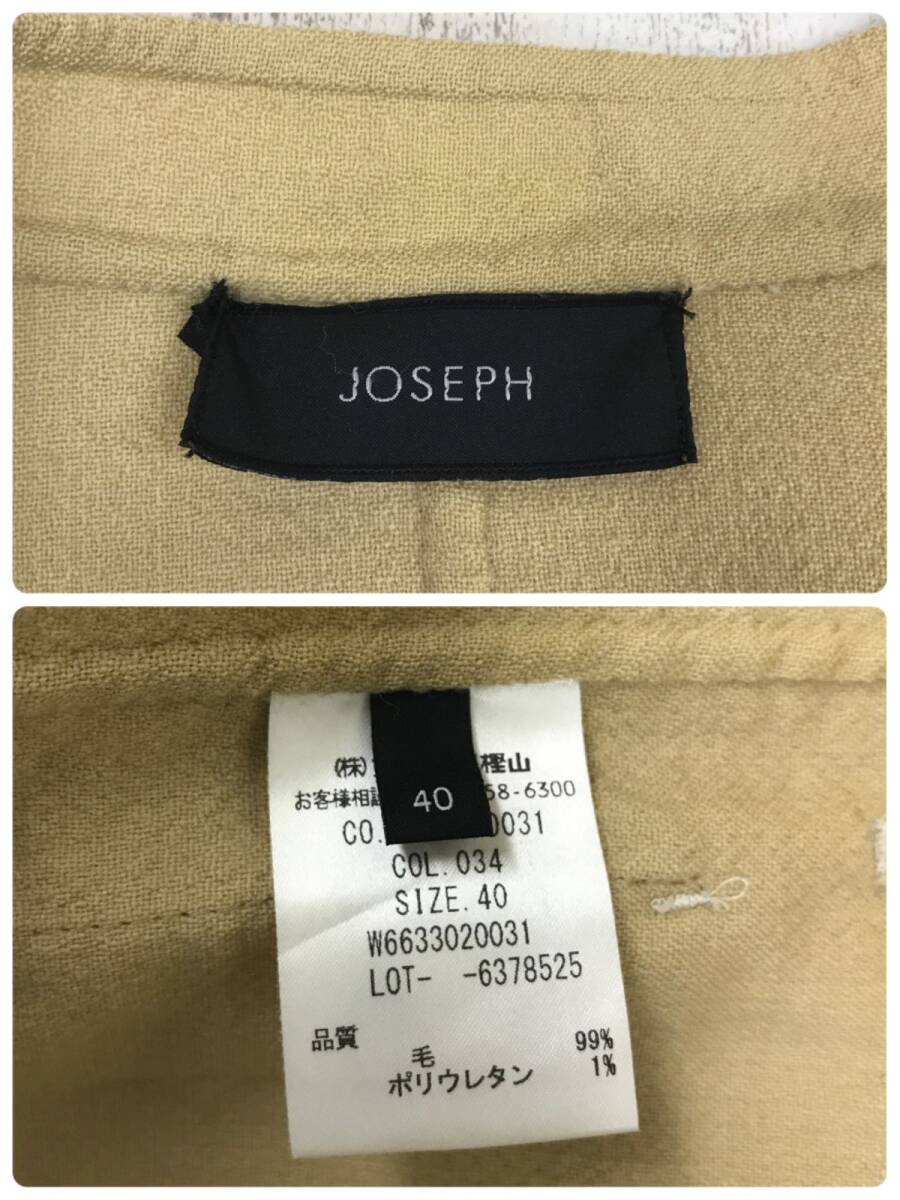 JOSEPH
(株) 樫山
40
お客様相談 58-6300
CO. 0031
COL.034
SIZE.40
W6633020031
LOT- -6378525
品質
毛 99%
ポリウレタン 1%